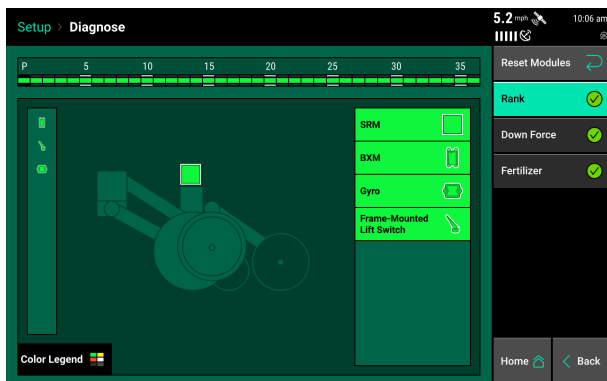 Setup > Diagnose
5.2 mph
10:06 am
P 5 10 15 20 25 30 35
SRM
BXM
Gyro
Frame-Mounted
Lift Switch
Color Legend
Reset Modules
Rank
Down Force
Fertilizer
Home
< Back